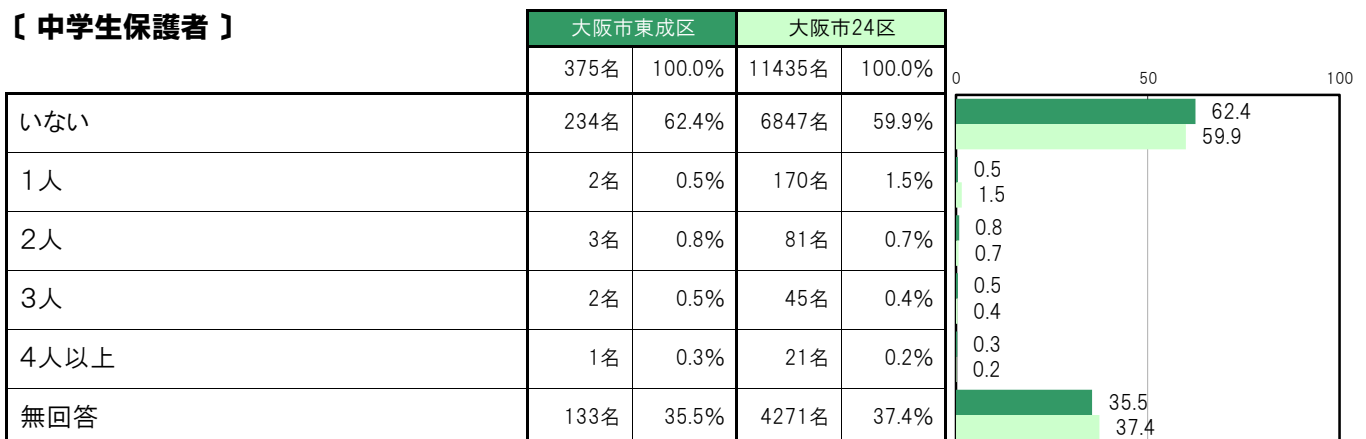 〔 中学生保護者 〕
大阪市東成区 大阪市24区
375名 100.0% 11435名 100.0%
0 50 100
いない 234名 62.4% 6847名 59.9%
62.4
59.9
1人 2名 0.5% 170名 1.5%
0.5
1.5
2人 3名 0.8% 81名 0.7%
0.8
0.7
3人 2名 0.5% 45名 0.4%
0.5
0.4
4人以上 1名 0.3% 21名 0.2%
0.3
0.2
無回答 133名 35.5% 4271名 37.4%
35.5
37.4